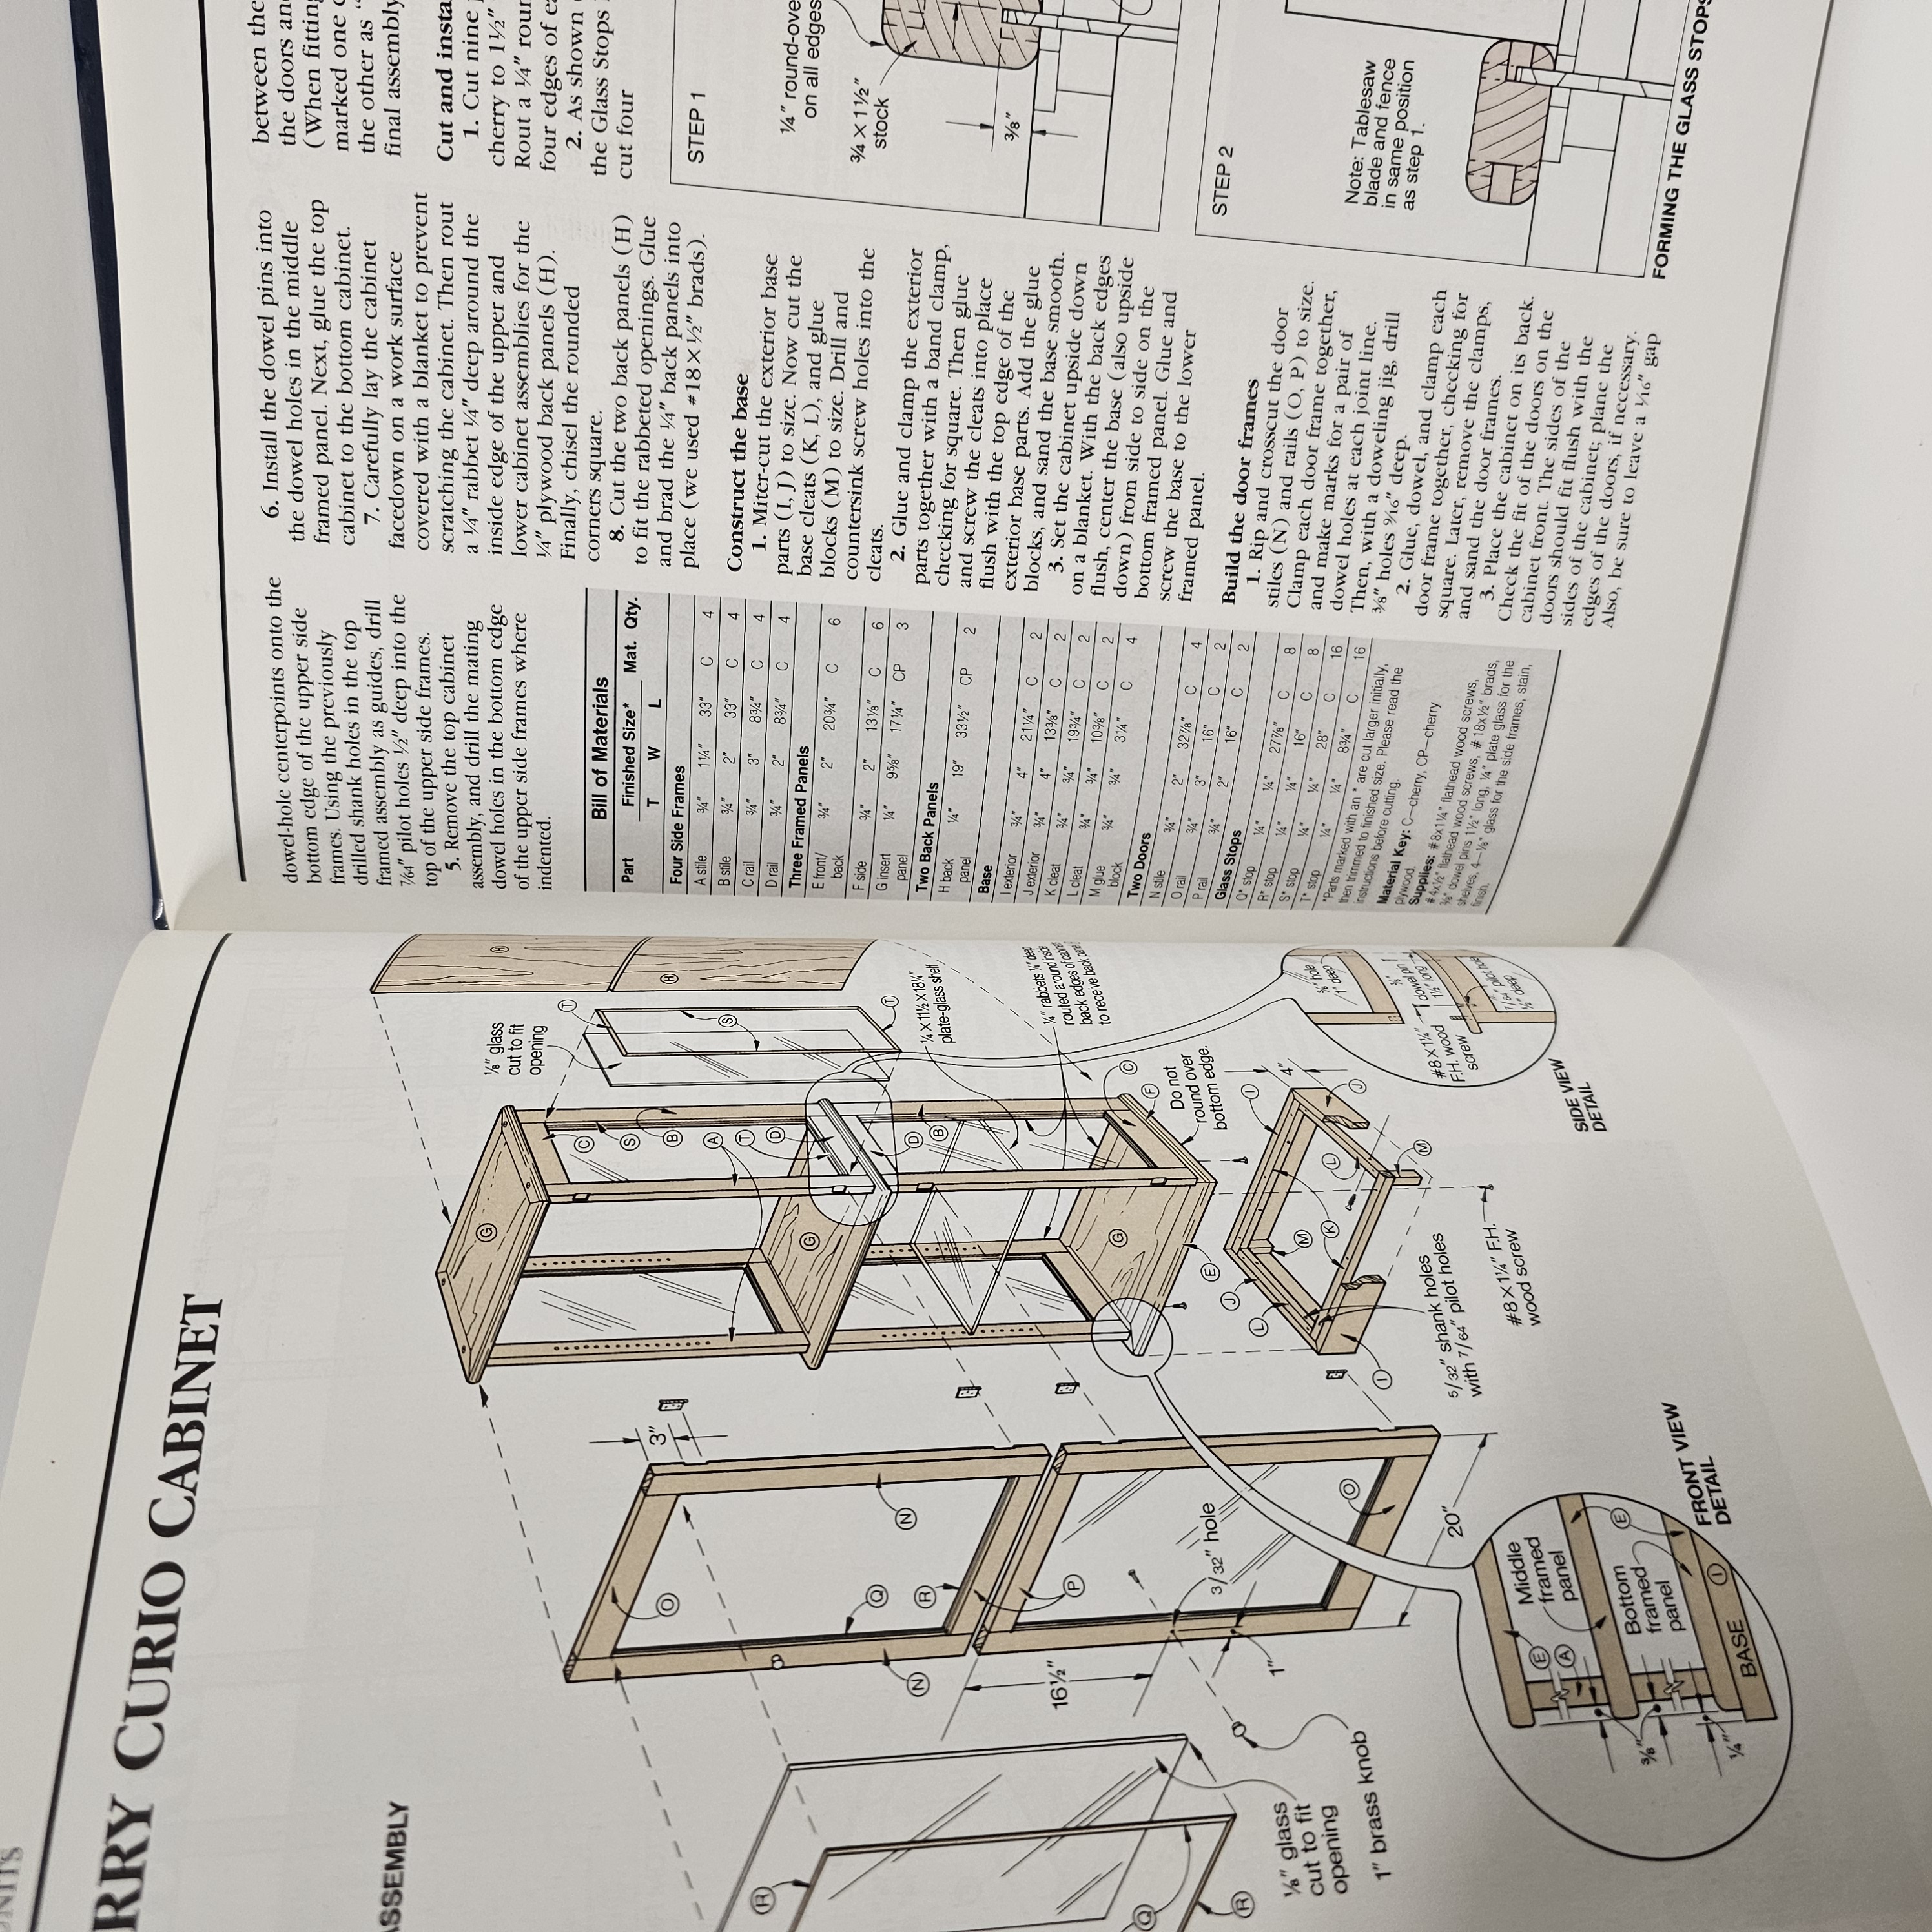 UNITS
RRY CURIO CABINET
ASSEMBLY
3″
16½″
3/32″ hole
1″
⅛″ glass
cut to fit
opening
1″ brass knob
20″
⅛″ glass
cut to fit
opening
¼ × 11½ × 18¼″
plate-glass shelf
¼″ rabbets ¼″ deep
routed around inside
back edges of cabinet
to receive back panel
Do not
round over
bottom edge.
4″
5/32″ shank holes
with 7/64″ pilot holes
#8 × 1¼″ F.H.
wood screw
⅜″ hole
1″ deep
#8 × 1¼″
F.H. wood
screw
⅜″
dowel pin
1½″ long
7/64″ pilot hole
½″ deep
SIDE VIEW
DETAIL
Middle
framed
panel
Bottom
framed
panel
⅜″
¼″
BASE
FRONT VIEW
DETAIL
dowel-hole centerpoints onto the
bottom edge of the upper side
frames. Using the previously
drilled shank holes in the top
framed assembly as guides, drill
7/64″ pilot holes ½″ deep into the
top of the upper side frames.
5. Remove the top cabinet
assembly, and drill the mating
dowel holes in the bottom edge
of the upper side frames where
indented.
Bill of Materials
Part Finished Size* Mat. Qty.
T W L
Four Side Frames
A stile ¾″ 1¼″ 33″ C 4
B stile ¾″ 2″ 33″ C 4
C rail ¾″ 3″ 8¾″ C 4
D rail ¾″ 2″ 8¾″ C 4
Three Framed Panels
E front/
back ¾″ 2″ 20¾″ C 6
F side ¾″ 2″ 13⅛″ C 6
G insert
panel ¼″ 9⅝″ 17¼″ CP 3
Two Back Panels
H back
panel ¼″ 19″ 33½″ CP 2
Base
I exterior ¾″ 4″ 21¼″ C 2
J exterior ¾″ 4″ 13⅜″ C 2
K cleat ¾″ ¾″ 19¾″ C 2
L cleat ¾″ ¾″ 10⅜″ C 2
M glue
block ¾″ ¾″ 3¼″ C 4
Two Doors
N stile ¾″ 2″ 32⅞″ C 4
O rail ¾″ 3″ 16″ C 2
P rail ¾″ 2″ 16″ C 2
Glass Stops
Q* stop ¼″ ¼″ 27⅞″ C 8
R* stop ¼″ ¼″ 16″ C 8
S* stop ¼″ ¼″ 28″ C 16
T* stop ¼″ ¼″ 8¾″ C 16
*Parts marked with an * are cut larger initially,
then trimmed to finished size. Please read the
instructions before cutting.
Material Key: C—cherry, CP—cherry
plywood.
Supplies: #8x1¼″ flathead wood screws,
#4x½″ flathead wood screws, #18x½″ brads,
⅜″ dowel pins 1½″ long, ¼″ plate glass for the
shelves, 4—⅛″ glass for the side frames, stain,
finish.
6. Install the dowel pins into
the dowel holes in the middle
framed panel. Next, glue the top
cabinet to the bottom cabinet.
7. Carefully lay the cabinet
facedown on a work surface
covered with a blanket to prevent
scratching the cabinet. Then rout
a ¼″ rabbet ¼″ deep around the
inside edge of the upper and
lower cabinet assemblies for the
¼″ plywood back panels (H).
Finally, chisel the rounded
corners square.
8. Cut the two back panels (H)
to fit the rabbeted openings. Glue
and brad the ¼″ back panels into
place (we used #18×½″ brads).
Construct the base
1. Miter-cut the exterior base
parts (I, J) to size. Now cut the
base cleats (K, L), and glue
blocks (M) to size. Drill and
countersink screw holes into the
cleats.
2. Glue and clamp the exterior
parts together with a band clamp,
checking for square. Then glue
and screw the cleats into place
flush with the top edge of the
exterior base parts. Add the glue
blocks, and sand the base smooth.
3. Set the cabinet upside down
on a blanket. With the back edges
flush, center the base (also upside
down) from side to side on the
bottom framed panel. Glue and
screw the base to the lower
framed panel.
Build the door frames
1. Rip and crosscut the door
stiles (N) and rails (O, P) to size.
Clamp each door frame together,
and make marks for a pair of
dowel holes at each joint line.
Then, with a doweling jig, drill
⅜″ holes 9/16″ deep.
2. Glue, dowel, and clamp each
door frame together, checking for
square. Later, remove the clamps,
and sand the door frames.
3. Place the cabinet on its back.
Check the fit of the doors on the
cabinet front. The sides of the
doors should fit flush with the
sides of the cabinet; plane the
edges of the doors, if necessary.
Also, be sure to leave a 1/16″ gap
between the
the doors an
(When fitting
marked one
the other as “
final assembly
Cut and insta
1. Cut nine
cherry to 1½″
Rout a ¼″ roun
four edges of ea
2. As shown
the Glass Stops
cut four
STEP 1
¼″ round-ove
on all edges
¾ × 1½″
stock
⅜″
STEP 2
Note: Tablesaw
blade and fence
in same position
as step 1.
FORMING THE GLASS STOPS